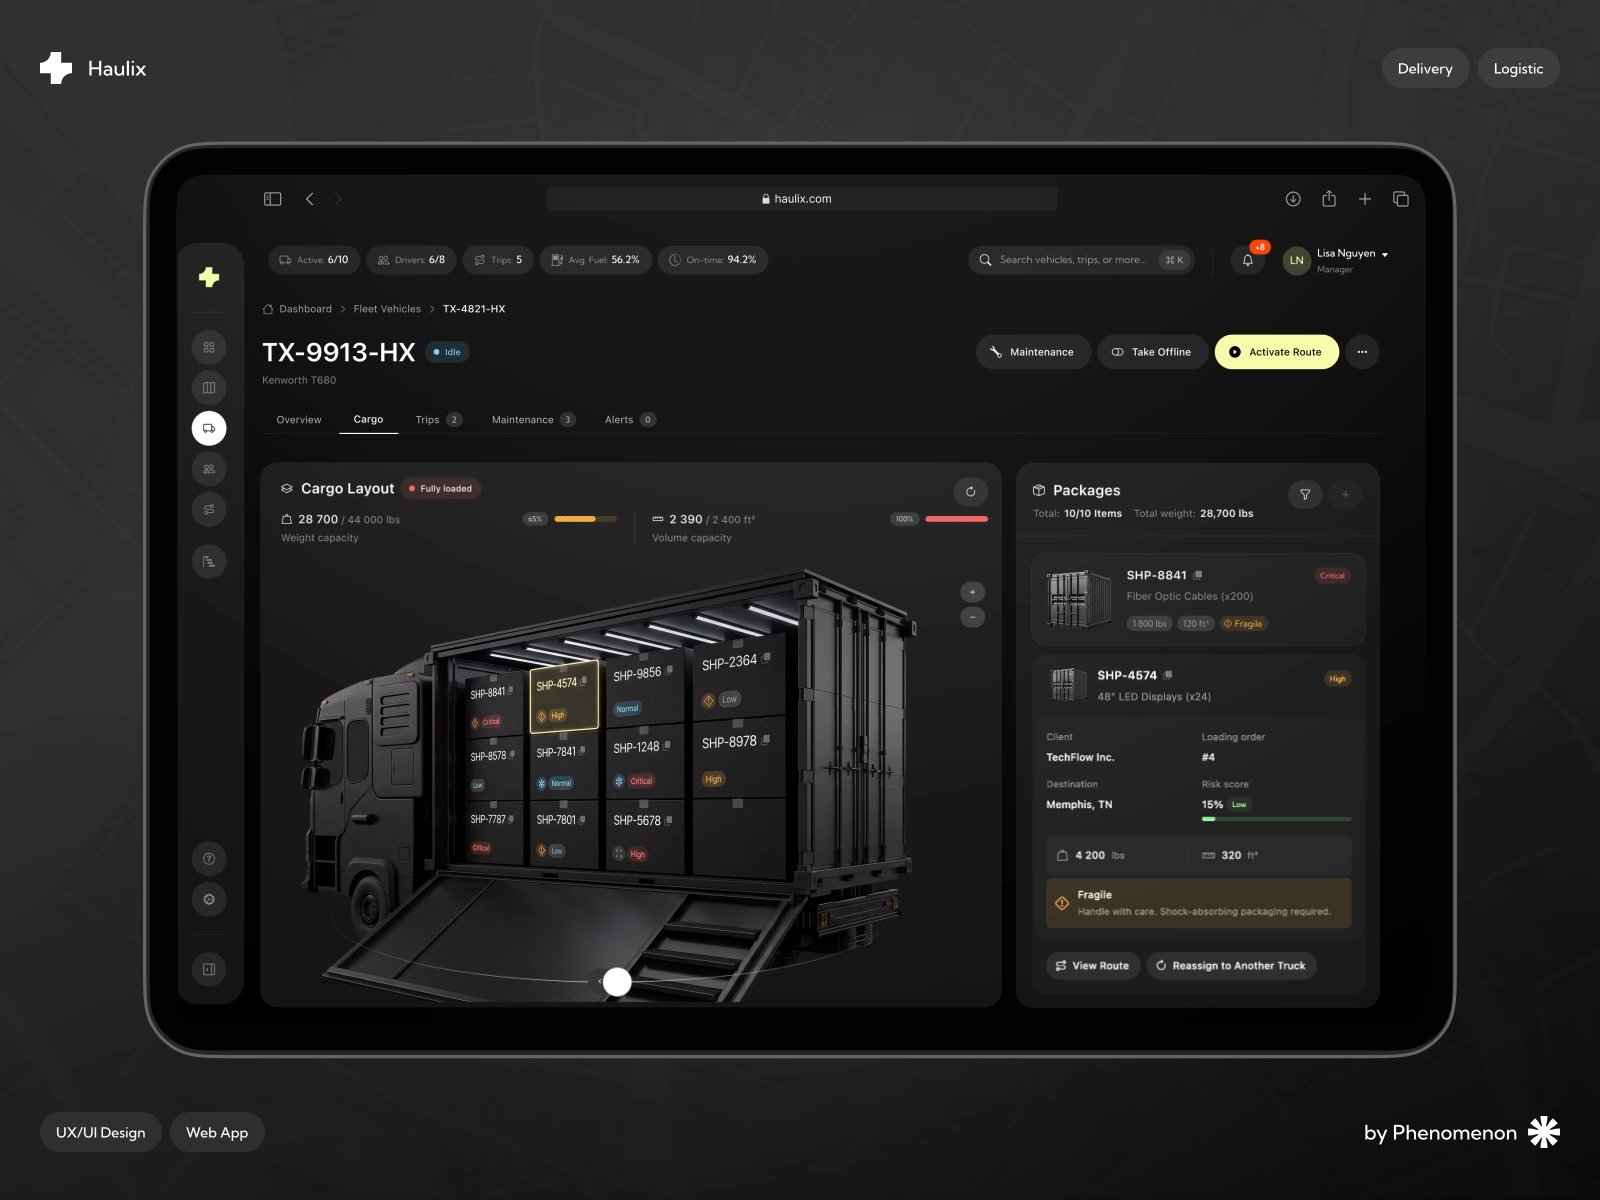 Haulix
Delivery
Logistic
haulix.com
Active: 6/10
Drivers: 6/8
Trips: 5
Avg. Fuel: 56.2%
On-time: 94.2%
Search vehicles, trips, or more...
⌘ K
+8
LN
Lisa Nguyen
Manager
Dashboard > Fleet Vehicles > TX-4821-HX
TX-9913-HX
Idle
Kenworth T680
Maintenance
Take Offline
Activate Route
Overview
Cargo
Trips 2
Maintenance 3
Alerts 0
Cargo Layout
Fully loaded
28 700 / 44 000 lbs
65%
Weight capacity
2 390 / 2 400 ft³
100%
Volume capacity
SHP-8841
Critical
SHP-4574
High
SHP-9856
Normal
SHP-2364
Low
SHP-8578
Low
SHP-7841
Normal
SHP-1248
Critical
SHP-8978
High
SHP-7787
Critical
SHP-7801
Low
SHP-5678
High
Packages
Total: 10/10 Items
Total weight: 28,700 lbs
SHP-8841
Critical
Fiber Optic Cables (x200)
1 800 lbs
120 ft³
Fragile
SHP-4574
High
48" LED Displays (x24)
Client
TechFlow Inc.
Loading order
#4
Destination
Memphis, TN
Risk score
15% Low
4 200 lbs
320 ft³
Fragile
Handle with care. Shock-absorbing packaging required.
View Route
Reassign to Another Truck
UX/UI Design
Web App
by Phenomenon